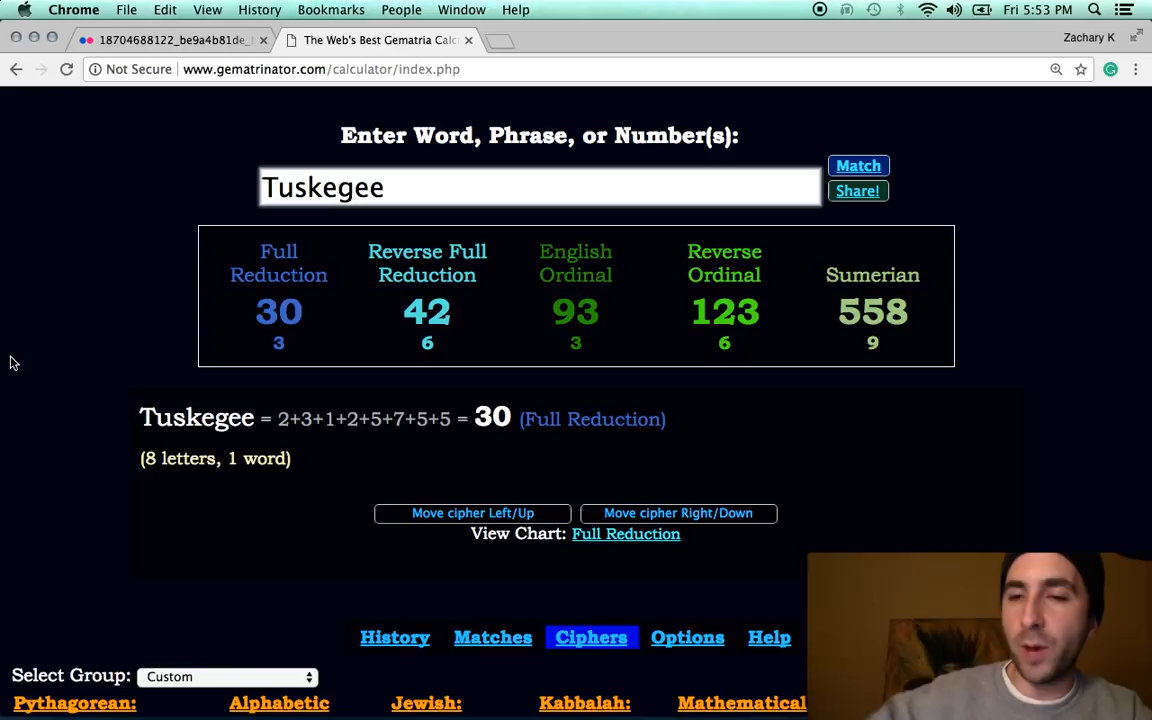 Chrome File Edit View History Bookmarks People Window Help Fri 5:53 PM
18704688122_be9a4b81de_ The Web's Best Gematria Calc Zachary K
Not Secure www.gematrinator.com/calculator/index.php
Enter Word, Phrase, or Number(s):
Match
Tuskegee
Share!
Full Reduction Reverse Full Reduction English Ordinal Reverse Ordinal Sumerian
30 42 93 123 558
3 6 3 6 9
Tuskegee = 2+3+1+2+5+7+5+5 = 30 (Full Reduction)
(8 letters, 1 word)
Move cipher Left/Up Move cipher Right/Down
View Chart: Full Reduction
History Matches Ciphers Options Help
Select Group: Custom
Pythagorean: Alphabetic Jewish: Kabbalah: Mathematical